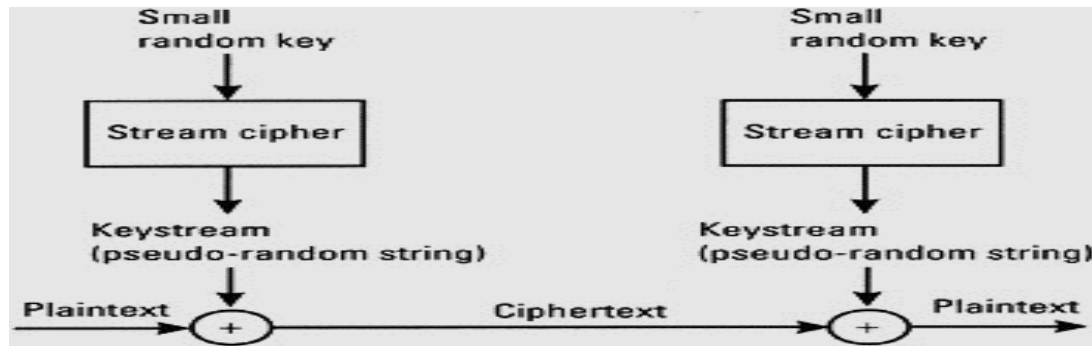 Small
random key
Small
random key
Stream cipher
Stream cipher
Keystream
(pseudo-random string)
Keystream
(pseudo-random string)
Plaintext
+
Ciphertext
+
Plaintext